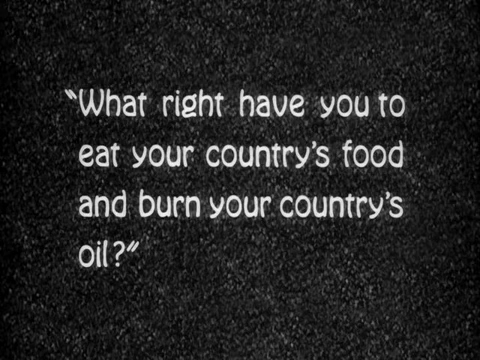 “What right have you to
eat your country’s food
and burn your country’s
oil?”